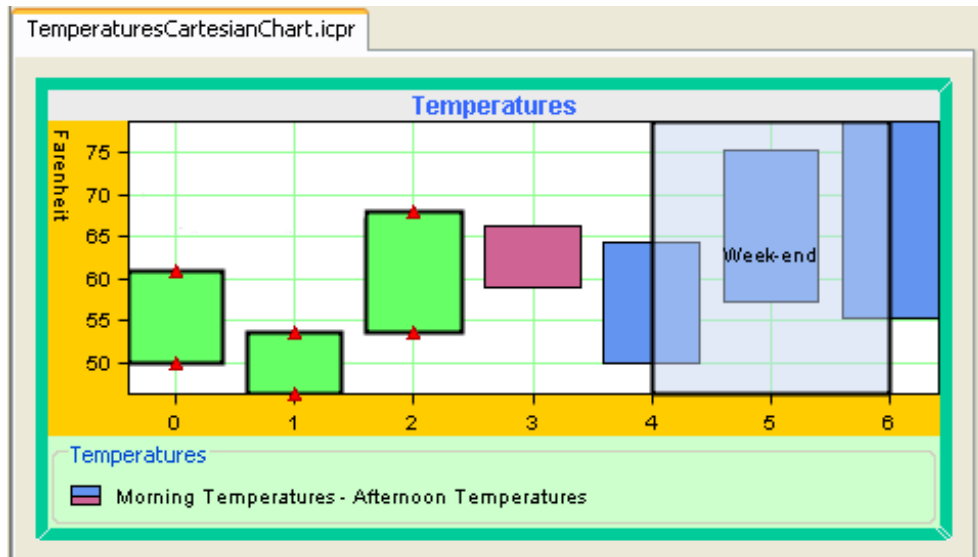 TemperaturesCartesianChart.icpr
Temperatures
Farenheit
75
70
65
60
55
50
Week-end
0 1 2 3 4 5 6
Temperatures
Morning Temperatures - Afternoon Temperatures